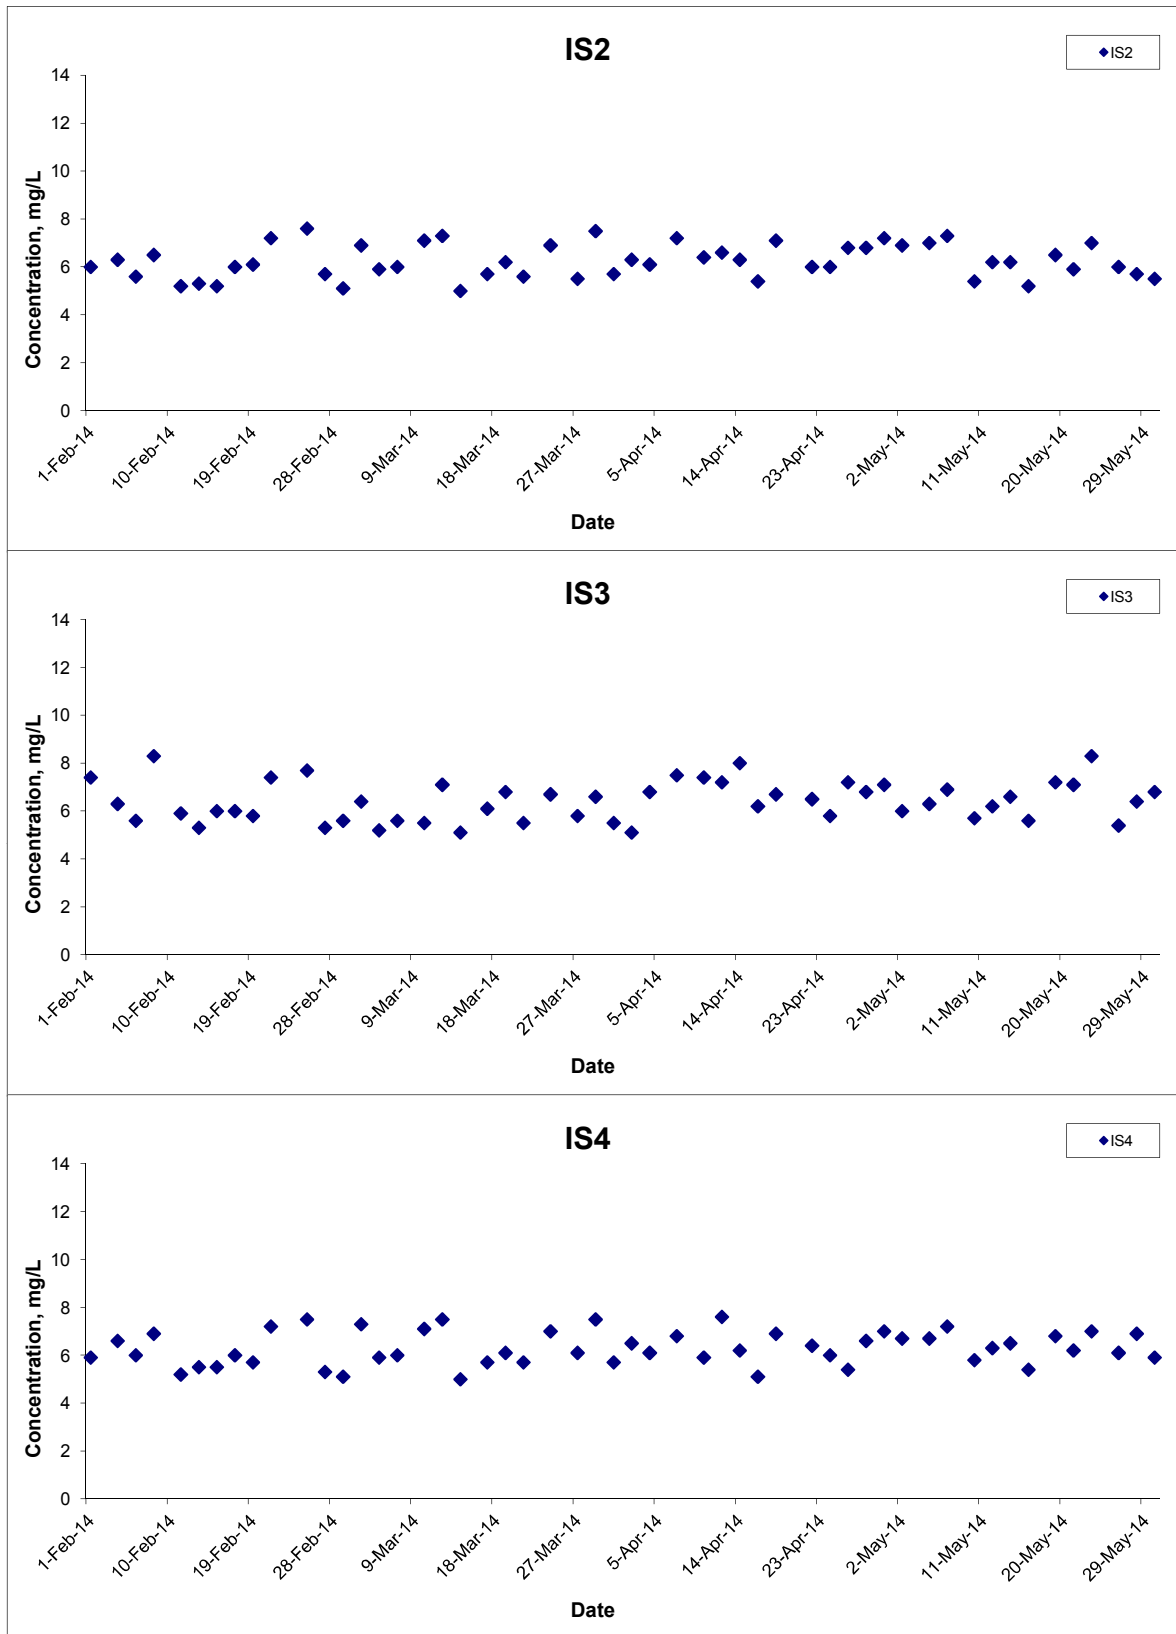 IS2
IS2
14
12
10
8
6
4
2
0
Concentration, mg/L
1-Feb-14
10-Feb-14
19-Feb-14
28-Feb-14
9-Mar-14
18-Mar-14
27-Mar-14
5-Apr-14
14-Apr-14
23-Apr-14
2-May-14
11-May-14
20-May-14
29-May-14
Date
IS3
IS3
14
12
10
8
6
4
2
0
Concentration, mg/L
1-Feb-14
10-Feb-14
19-Feb-14
28-Feb-14
9-Mar-14
18-Mar-14
27-Mar-14
5-Apr-14
14-Apr-14
23-Apr-14
2-May-14
11-May-14
20-May-14
29-May-14
Date
IS4
IS4
14
12
10
8
6
4
2
0
Concentration, mg/L
1-Feb-14
10-Feb-14
19-Feb-14
28-Feb-14
9-Mar-14
18-Mar-14
27-Mar-14
5-Apr-14
14-Apr-14
23-Apr-14
2-May-14
11-May-14
20-May-14
29-May-14
Date